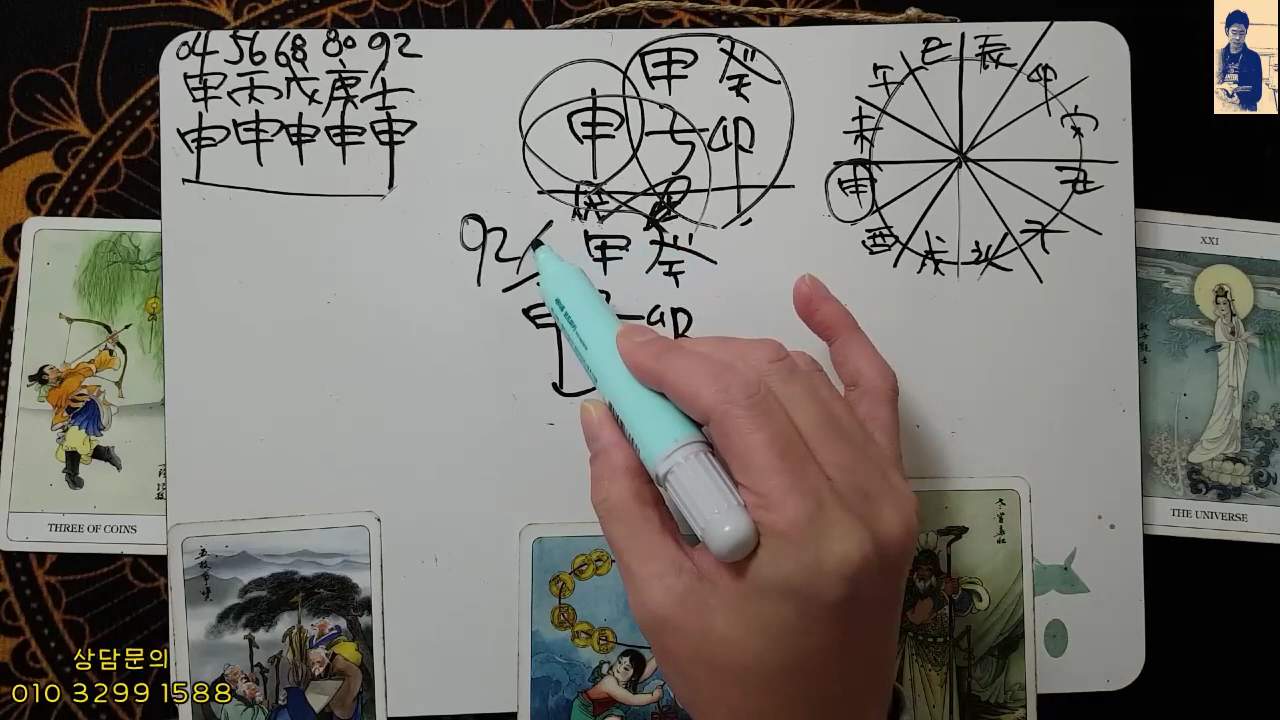 04 56 68 80 92
甲 丙 戊 庚 壬
申 申 申 申 申
甲 癸
申 子 卯
92
甲 癸
申 卯
巳 辰
午 卯
未 寅
申 丑
酉 子
戌 亥
XXI
THREE OF COINS
THE UNIVERSE
상담문의
010 3299 1588